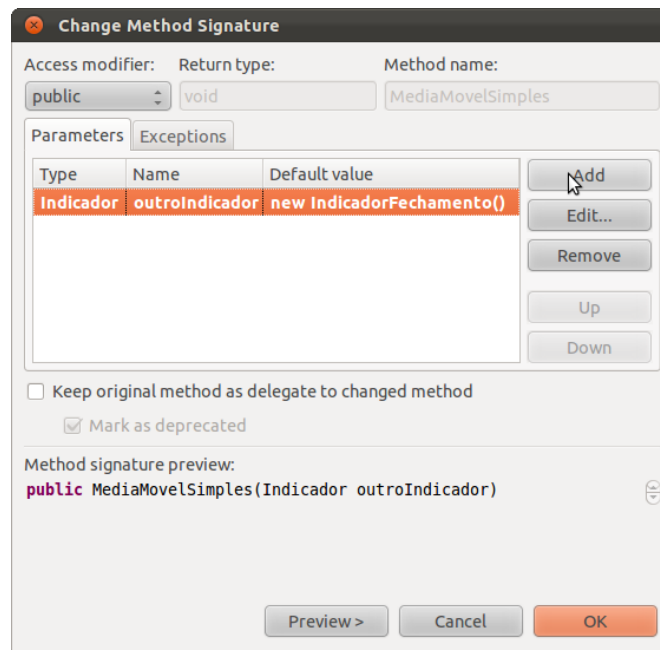 Change Method Signature
Access modifier: Return type: Method name:
public void MediaMovelSimples
Parameters Exceptions
Type Name Default value
Indicador outroIndicador new IndicadorFechamento()
Add
Edit...
Remove
Up
Down
Keep original method as delegate to changed method
Mark as deprecated
Method signature preview:
public MediaMovelSimples(Indicador outroIndicador)
Preview > Cancel OK